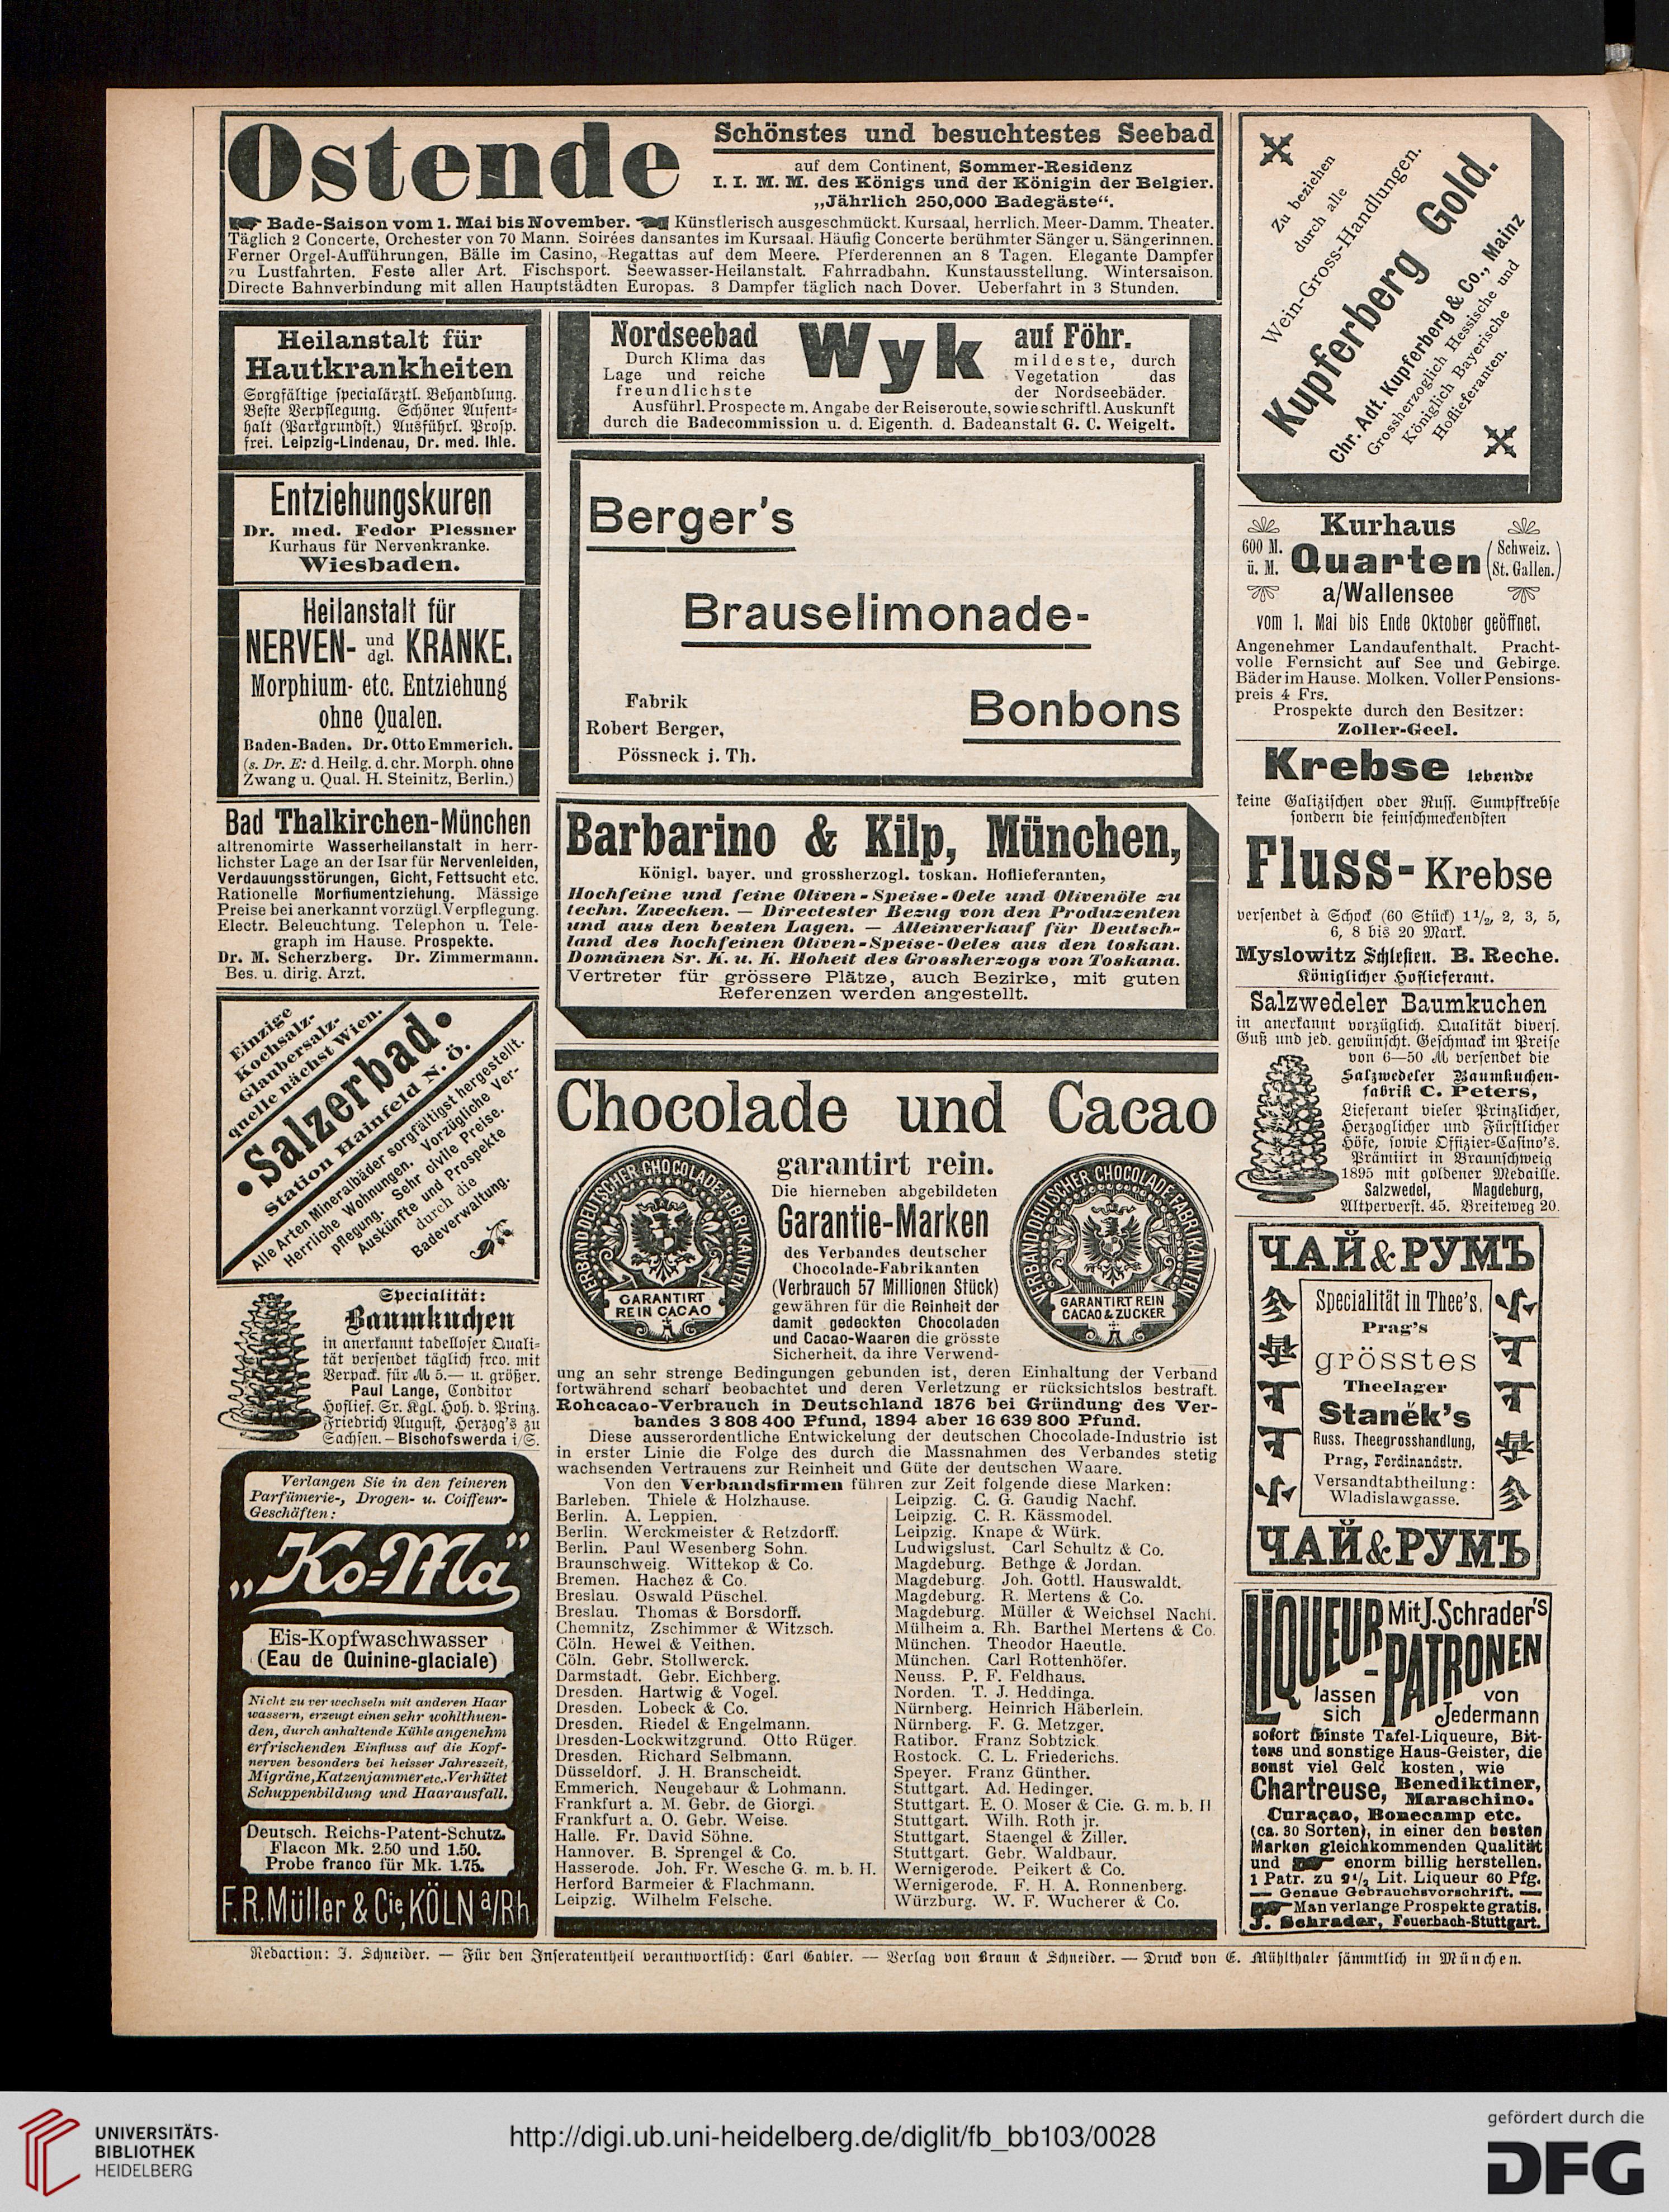 Ostende
Schönstes und besuchtestes Seebad
auf dem Continent, Sommer-Residenz
I. I. M. M. des Königs und der Königin der Belgier.
„Jährlich 250,000 Badegäste“.
Bade-Saison vom 1. Mai bis November. Künstlerisch ausgeschmückt. Kursaal, herrlich. Meer-Damm. Theater.
Täglich 2 Concerte, Orchester von 70 Mann. Soirées dansantes im Kursaal. Häufig Concerte berühmter Sänger u. Sängerinnen.
Ferner Orgel-Aufführungen, Bälle im Casino, Regattas auf dem Meere. Pferderennen an 8 Tagen. Elegante Dampfer
zu Lustfahrten. Feste aller Art. Fischsport. Seewasser-Heilanstalt. Fahrradbahn. Kunstausstellung. Wintersaison.
Directe Bahnverbindung mit allen Hauptstädten Europas. 3 Dampfer täglich nach Dover. Ueberfahrt in 3 Stunden.
Heilanstalt für
Hautkrankheiten
Sorgfältige specialärztl. Behandlung.
Beste Verpflegung. Schöner Aufent-
halt (Parkgrundst.) Ausführl. Prosp.
frei. Leipzig-Lindenau, Dr. med. Ihle.
Entziehungskuren
Dr. med. Fedor Plessner
Kurhaus für Nervenkranke.
Wiesbaden.
Heilanstalt für
NERVEN- und dgl. KRANKE.
Morphium- etc. Entziehung
ohne Qualen.
Baden-Baden. Dr. Otto Emmerich.
(s. Dr. E: d. Heilg. d. chr. Morph. ohne
Zwang u. Qual. H. Steinitz, Berlin.)
Bad Thalkirchen-München
altrenomirte Wasserheilanstalt in herr-
lichster Lage an der Isar für Nervenleiden,
Verdauungsstörungen, Gicht, Fettsucht etc.
Rationelle Morfiumentziehung. Mässige
Preise bei anerkannt vorzügl. Verpflegung.
Electr. Beleuchtung. Telephon u. Tele-
graph im Hause. Prospekte.
Dr. M. Scherzberg. Dr. Zimmermann.
Bes. u. dirig. Arzt.
Einzige
Kochsalz-
Glaubersalz-
quelle nächst Wien.
Salzerbad
Station Hainfeld N. Ö.
Alle Arten Mineralbäder sorgfältigst hergestellt.
Herrliche Wohnungen. Vorzügliche Ver-
pflegung. Sehr civile Preise.
Auskünfte und Prospekte
durch die
Badeverwaltung.
Specialität:
Baumkuchen
in anerkannt tadelloser Quali-
tät versendet täglich frco. mit
Verpack. für M 5.— u. größer.
Paul Lange, Conditor
Hoflief. Sr. Kgl. Hoh. d. Prinz.
Friedrich August, Herzog's zu
Sachsen. — Bischofswerda i/S.
Verlangen Sie in den feineren
Parfümerie-, Drogen- u. Coiffeur-
Geschäften:
„Ko-Ma“
Eis-Kopfwaschwasser
(Eau de Quinine-glaciale)
Nicht zu verwechseln mit anderen Haar
wassern, erzeugt einen sehr wohlthuen-
den, durch anhaltende Kühle angenehm
erfrischenden Einfluss auf die Kopf-
nerven besonders bei heisser Jahreszeit,
Migräne, Katzenjammer etc. Verhütet
Schuppenbildung und Haarausfall.
Deutsch. Reichs-Patent-Schutz.
Flacon Mk. 2.50 und 1.50.
Probe franco für Mk. 1.75.
F. R. Müller & Cie, KÖLN a/Rh.
Nordseebad Wyk auf Föhr.
Durch Klima das mildeste, durch
Lage und reiche Vegetation das
freundlichste der Nordseebäder.
Ausführl. Prospecte m. Angabe der Reiseroute, sowie schriftl. Auskunft
durch die Badecommission u. d. Eigenth. d. Badeanstalt G. C. Weigelt.
Berger's
Brauselimonade-
Bonbons
Fabrik
Robert Berger,
Pössneck i. Th.
Barbarino & Kilp, München,
Königl. bayer. und grossherzogl. toskan. Hoflieferanten,
Hochfeine und feine Oliven-Speise-Oele und Olivenöle zu
techn. Zwecken. — Directester Bezug von den Produzenten
und aus den besten Lagen. — Alleinverkauf für Deutsch-
land des hochfeinen Oliven-Speise-Oeles aus den toskan.
Domänen Sr. K. u. K. Hoheit des Grossherzogs von Toskana.
Vertreter für grössere Plätze, auch Bezirke, mit guten
Referenzen werden angestellt.
Chocolade und Cacao
garantirt rein.
Die hierneben abgebildeten
Garantie-Marken
des Verbandes deutscher
Chocolade-Fabrikanten
(Verbrauch 57 Millionen Stück)
gewähren für die Reinheit der
damit gedeckten Chocoladen
und Cacao-Waaren die grösste
Sicherheit, da ihre Verwend-
VERBAND DEUTSCHER CHOCOLADE FABRIKANTEN
GARANTIRT
REIN CACAO
VERBAND DEUTSCHER CHOCOLADE FABRIKANTEN
GARANTIRT REIN
CACAO & ZUCKER
ung an sehr strenge Bedingungen gebunden ist, deren Einhaltung der Verband
fortwährend scharf beobachtet und deren Verletzung er rücksichtslos bestraft.
Rohcacao-Verbrauch in Deutschland 1876 bei Gründung des Ver-
bandes 3 808 400 Pfund, 1894 aber 16 639 800 Pfund.
Diese ausserordentliche Entwickelung der deutschen Chocolade-Industrie ist
in erster Linie die Folge des durch die Massnahmen des Verbandes stetig
wachsenden Vertrauens zur Reinheit und Güte der deutschen Waare.
Von den Verbandsfirmen führen zur Zeit folgende diese Marken:
Barleben. Thiele & Holzhause.
Berlin. A. Leppien.
Berlin. Werckmeister & Retzdorff.
Berlin. Paul Wesenberg Sohn.
Braunschweig. Wittekop & Co.
Bremen. Hachez & Co.
Breslau. Oswald Püschel.
Breslau. Thomas & Borsdorff.
Chemnitz, Zschimmer & Witzsch.
Cöln. Hewel & Veithen.
Cöln. Gebr. Stollwerck.
Darmstadt. Gebr. Eichberg.
Dresden. Hartwig & Vogel.
Dresden. Lobeck & Co.
Dresden. Riedel & Engelmann.
Dresden-Lockwitzgrund. Otto Rüger.
Dresden. Richard Selbmann.
Düsseldorf. J. H. Branscheidt.
Emmerich. Neugebaur & Lohmann.
Frankfurt a. M. Gebr. de Giorgi.
Frankfurt a. O. Gebr. Weise.
Halle. Fr. David Söhne.
Hannover. B. Sprengel & Co.
Hasserode. Joh. Fr. Wesche G. m. b. H.
Herford Barmeier & Flachmann.
Leipzig. Wilhelm Felsche.
Leipzig. C. G. Gaudig Nachf.
Leipzig. C. R. Kässmodel.
Leipzig. Knape & Würk.
Ludwigslust. Carl Schultz & Co.
Magdeburg. Bethge & Jordan.
Magdeburg. Joh. Gottl. Hauswaldt.
Magdeburg. R. Mertens & Co.
Magdeburg. Müller & Weichsel Nachf.
Mülheim a. Rh. Barthel Mertens & Co.
München. Theodor Haeutle.
München. Carl Rottenhöfer.
Neuss. P. F. Feldhaus.
Norden. T. J. Heddinga.
Nürnberg. Heinrich Häberlein.
Nürnberg. F. G. Metzger.
Ratibor. Franz Sobtzick
Rostock. C. L. Friederichs.
Speyer. Franz Günther.
Stuttgart. Ad. Hedinger.
Stuttgart. E. O. Moser & Cie. G. m. b. H
Stuttgart. Wilh. Roth jr.
Stuttgart. Staengel & Ziller.
Stuttgart. Gebr. Waldbaur.
Wernigerode. Peikert & Co.
Wernigerode. F. H. A. Ronnenberg.
Würzburg. W. F. Wucherer & Co.
Zu beziehen
durch alle
Wein-Gross-Handlungen.
Kupferberg Gold.
Chr. Adt. Kupferberg & Co., Mainz
Grossherzoglich Hessische und
Königlich Bayerische
Hoflieferanten.
Kurhaus
600 M. ü. M. Quarten (Schweiz. St. Gallen.)
a/Wallensee
vom 1. Mai bis Ende Oktober geöffnet.
Angenehmer Landaufenthalt. Pracht-
volle Fernsicht auf See und Gebirge.
Bäder im Hause. Molken. Voller Pensions-
preis 4 Frs.
Prospekte durch den Besitzer:
Zoller-Geel.
Krebse lebende
keine Galizischen oder Russ. Sumpfkrebse
sondern die feinschmeckendsten
Fluss-Krebse
versendet à Schock (60 Stück) 1 1/2, 2, 3, 5,
6, 8 bis 20 Mark.
Myslowitz Schlesien. B. Reche.
Königlicher Hoflieferant.
Salzwedeler Baumkuchen
in anerkannt vorzüglich. Qualität divers.
Guß und jed. gewünscht. Geschmack im Preise
von 6—50 M versendet die
Salzwedeler Baumkuchen-
fabrik C. Peters,
Lieferant vieler Prinzlicher,
Herzoglicher und Fürstlicher
Höfe, sowie Offizier-Casino's.
Prämiirt in Braunschweig
1895 mit goldener Medaille.
Salzwedel, Magdeburg,
Altperverst. 45. Breiteweg 20.
ЧАЙ & РУМЪ
Specialität in Thee's.
Prag's
grösstes
Theelager
Staněk's
Russ. Theegrosshandlung,
Prag, Ferdinandstr.
Versandtabtheilung:
Wladislawgasse.
ЧАЙ & РУМЪ
Mit J. Schrader's
LIQUEUR-PATRONEN
lassen sich von Jedermann
sofort feinste Tafel-Liqueure, Bit-
ters und sonstige Haus-Geister, die
sonst viel Geld kosten, wie
Chartreuse, Benediktiner, Maraschino.
Curaçao, Bonecamp etc.
(ca. 30 Sorten), in einer den besten
Marken gleichkommenden Qualität
und enorm billig herstellen.
1 Patr. zu 2 1/2 Lit. Liqueur 60 Pfg.
Genaue Gebrauchsvorschrift.
Man verlange Prospekte gratis.
J. Schrader, Feuerbach-Stuttgart.
Redaction: J. Schneider. — Für den Inseratentheil verantwortlich: Carl Gabler. — Verlag von Braun & Schneider. — Druck von E. Mühlthaler sämmtlich in München.
UNIVERSITÄTS-
BIBLIOTHEK
HEIDELBERG
http://digi.ub.uni-heidelberg.de/diglit/fb_bb103/0028
gefördert durch die
DFG